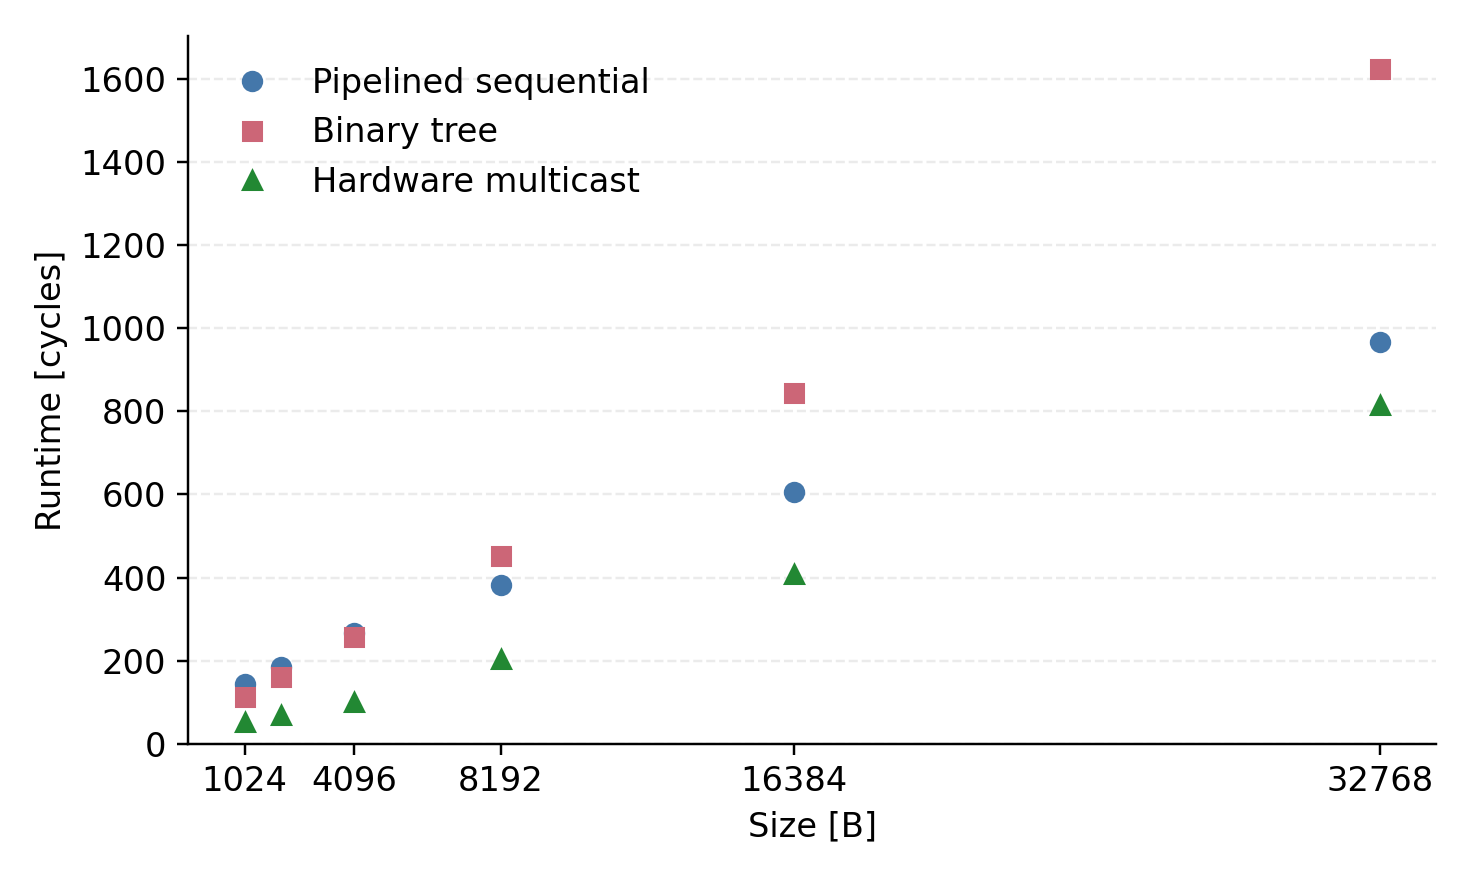 1600
1400
1200
1000
800
600
400
200
0
Runtime [cycles]
Pipelined sequential
Binary tree
Hardware multicast
1024 4096 8192 16384 32768
Size [B]